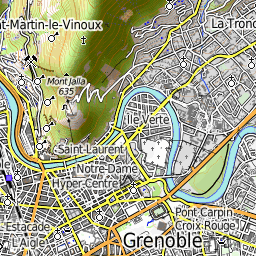 t-Martin-le-Vinoux
La Tronc
Mont Jalla
635
Île Verte
Saint-Laurent
Notre-Dame
Hyper-Centre
Pont Carpin
Croix Rouge
Estacade
L'Aigle
Grenoble